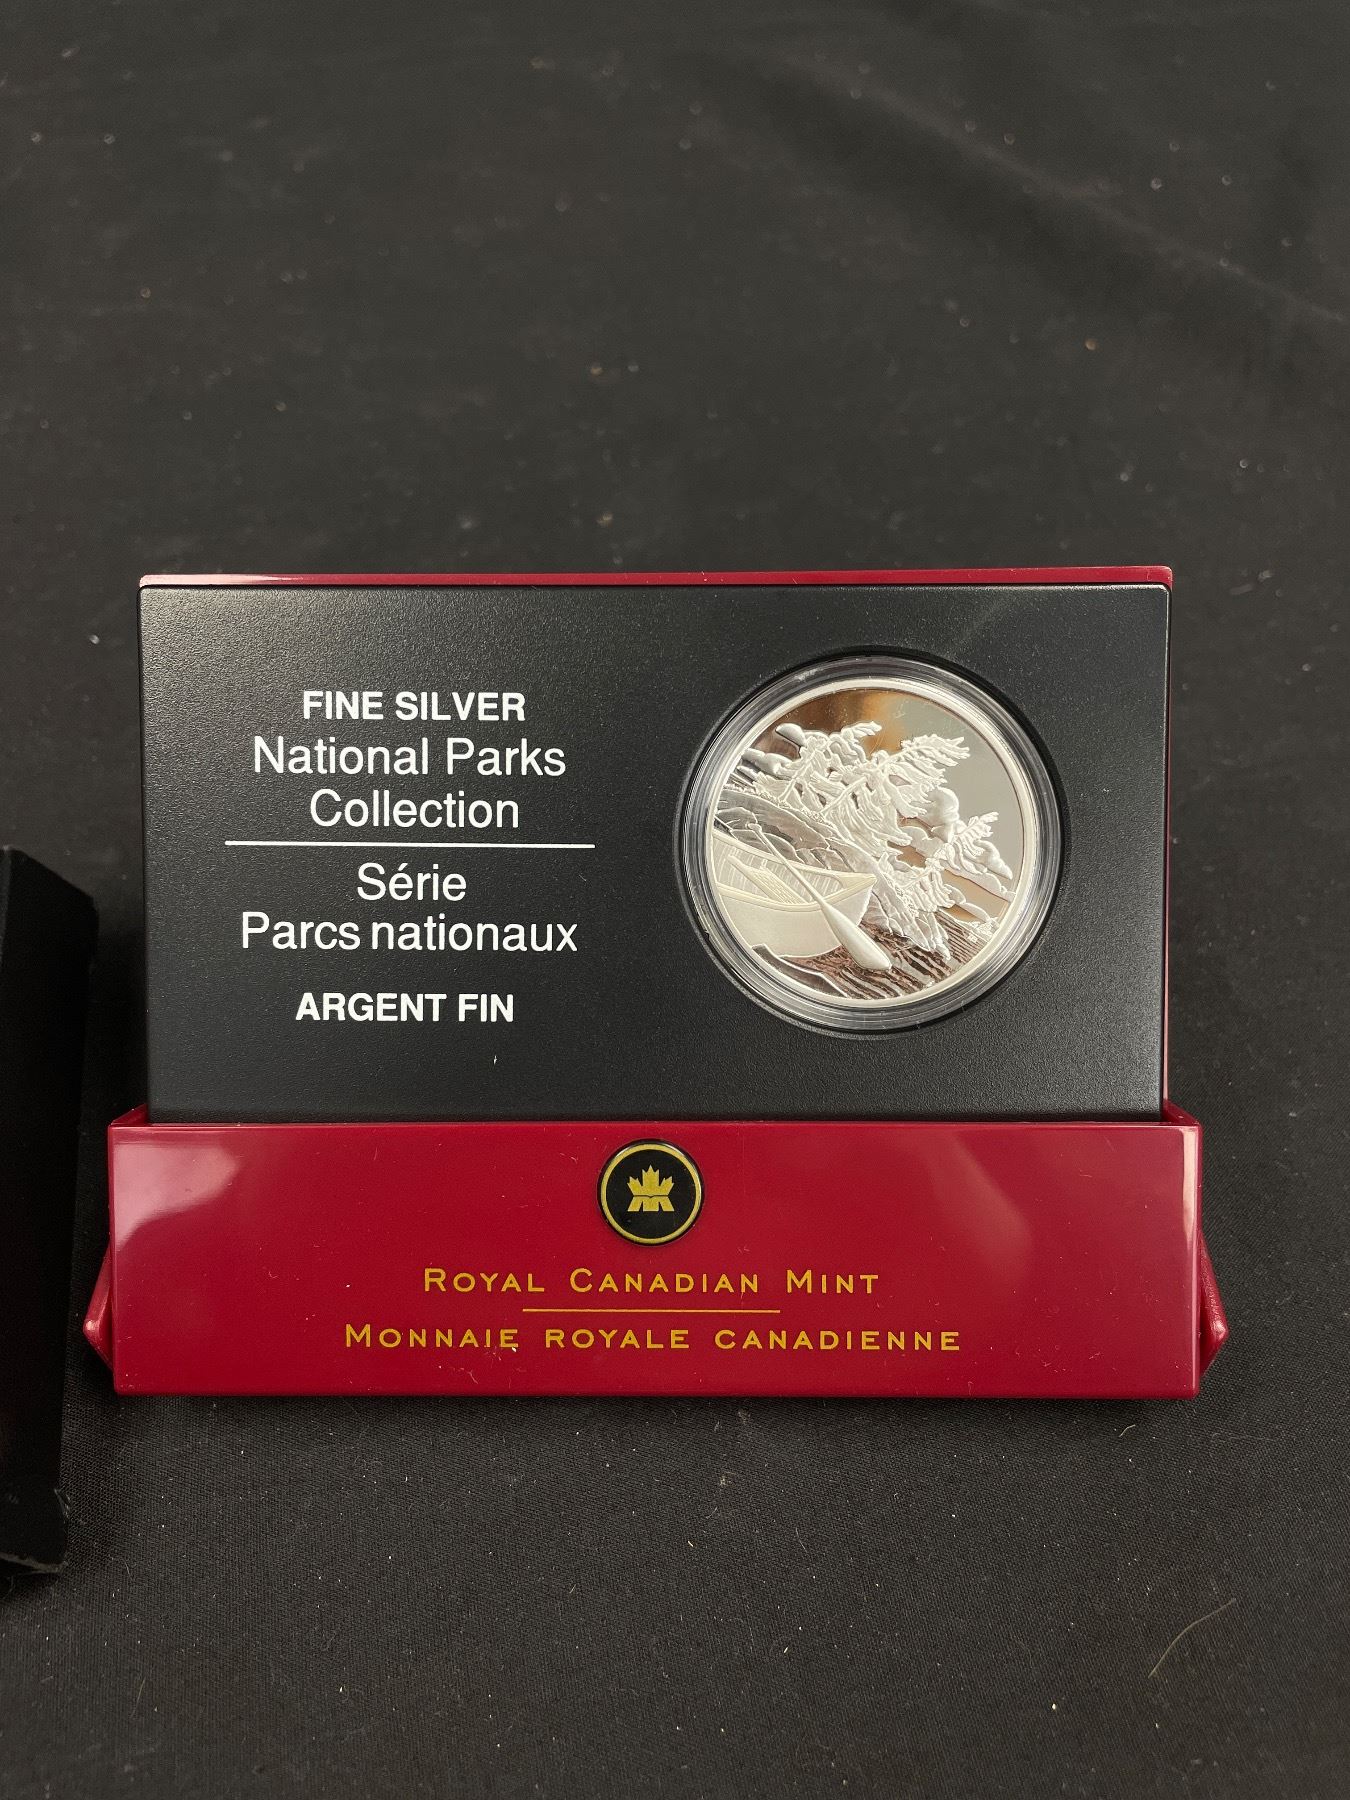 FINE SILVER
National Parks
Collection
Série
Parcs nationaux
ARGENT FIN
ROYAL CANADIAN MINT
MONNAIE ROYALE CANADIENNE